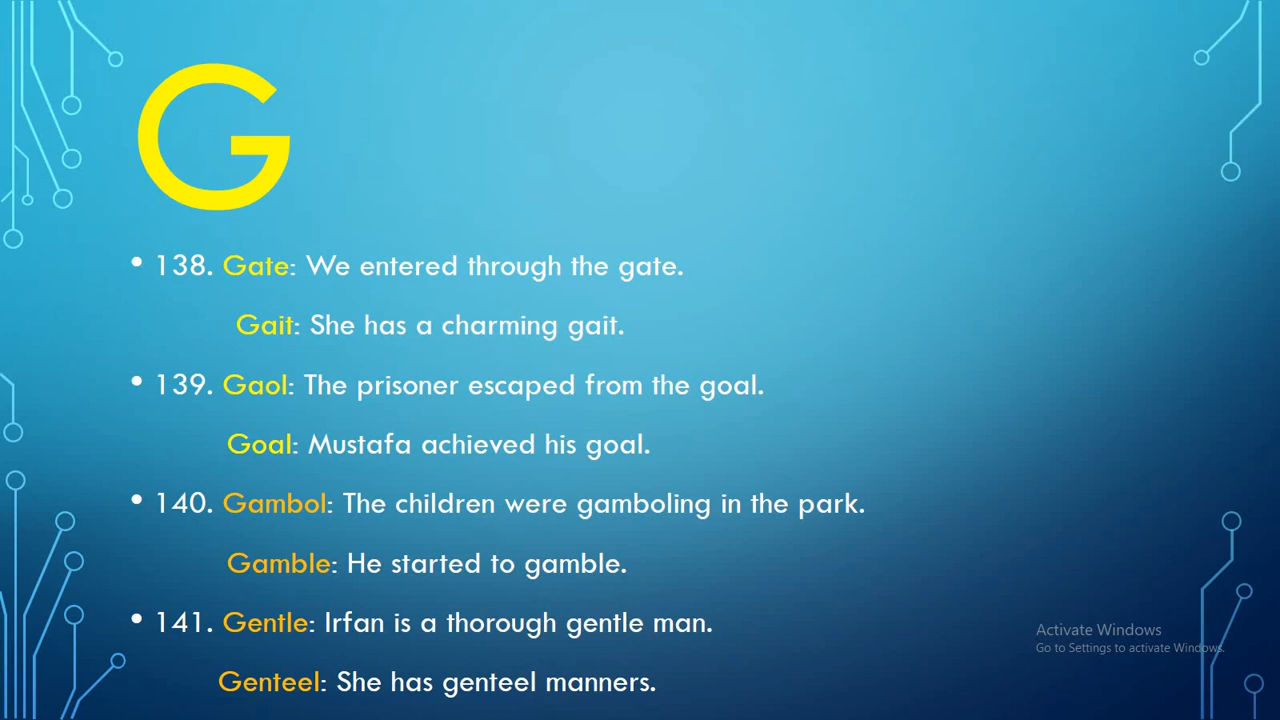 G
• 138. Gate: We entered through the gate.
Gait: She has a charming gait.
• 139. Gaol: The prisoner escaped from the goal.
Goal: Mustafa achieved his goal.
• 140. Gambol: The children were gamboling in the park.
Gamble: He started to gamble.
• 141. Gentle: Irfan is a thorough gentle man.
Genteel: She has genteel manners.
Activate Windows
Go to Settings to activate Windows.